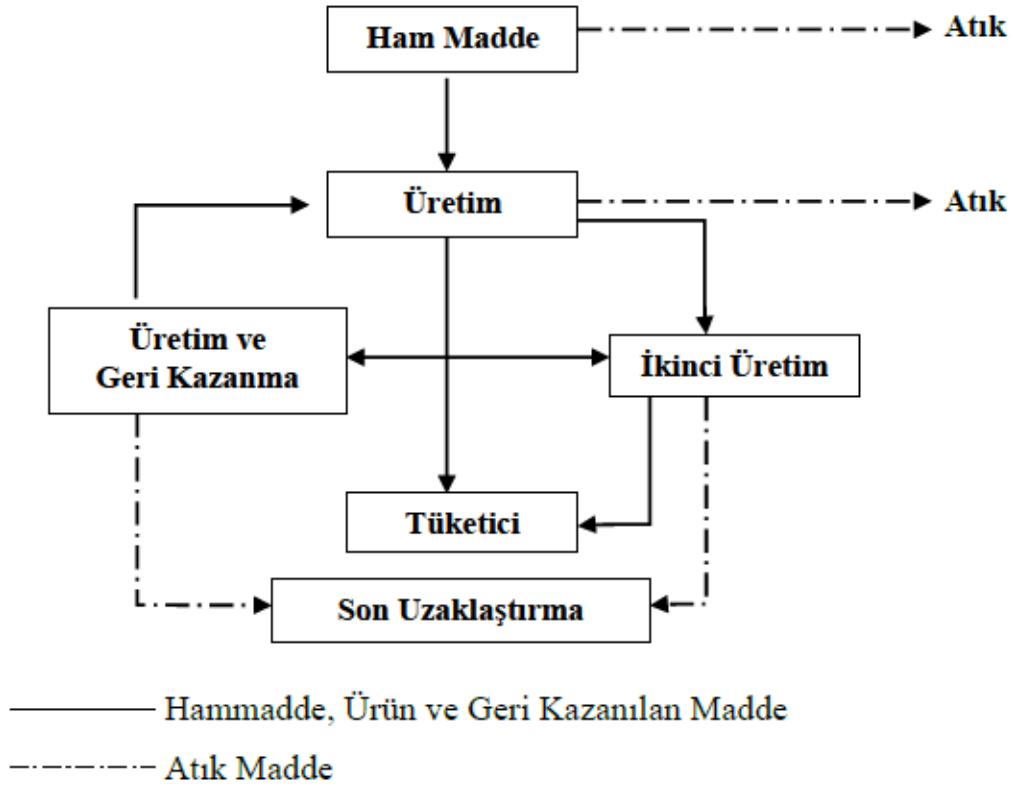 Ham Madde
Atık
Üretim
Atık
Üretim ve
Geri Kazanma
İkinci Üretim
Tüketici
Son Uzaklaştırma
Hammadde, Ürün ve Geri Kazanılan Madde
Atık Madde